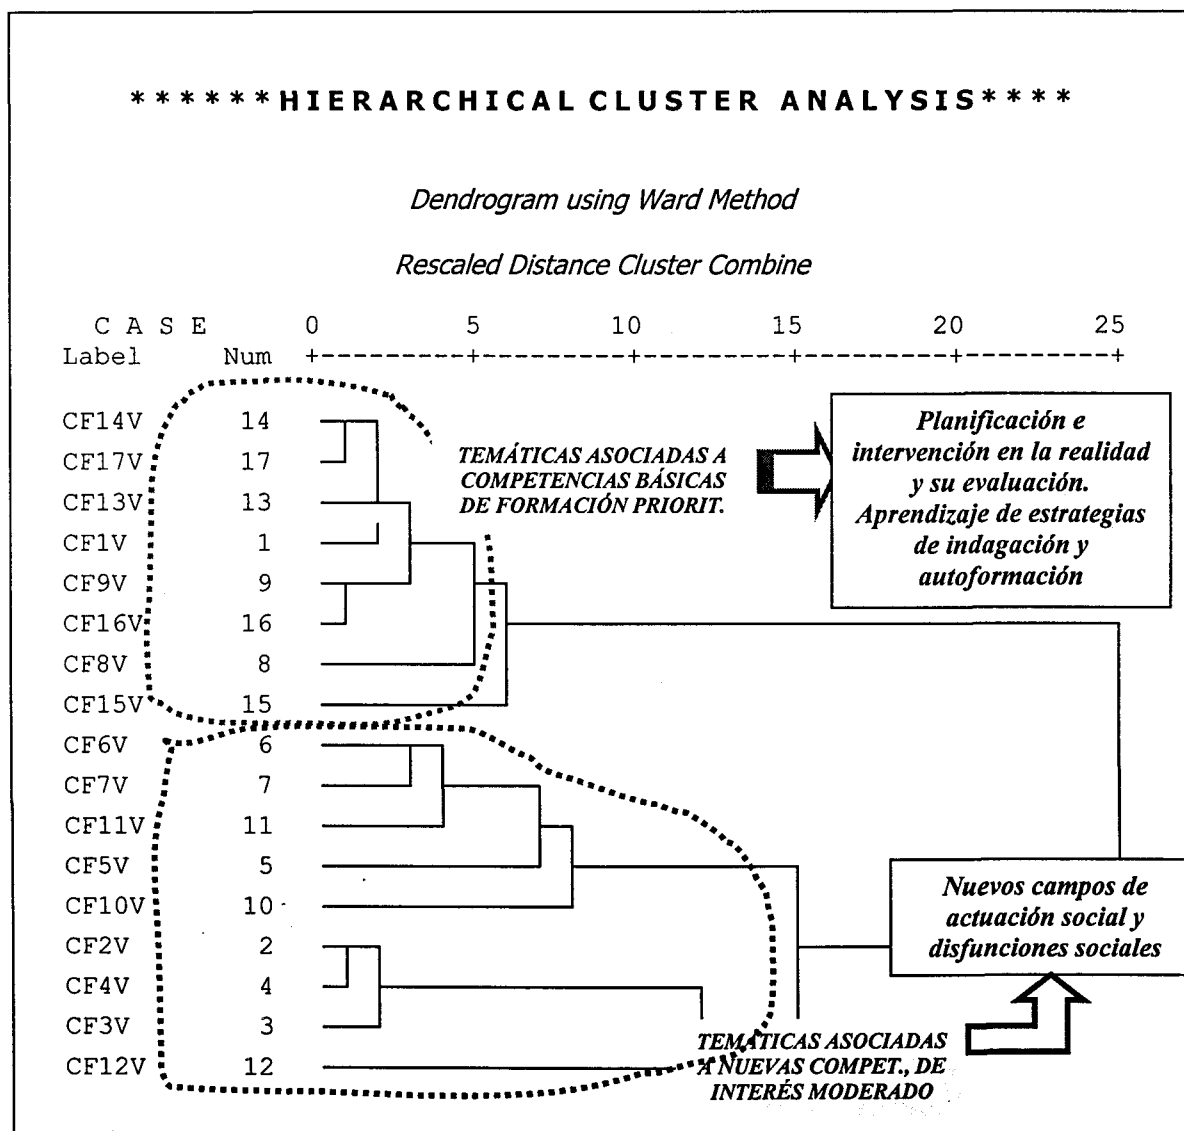 ******HIERARCHICAL CLUSTER ANALYSIS****
Dendrogram using Ward Method
Rescaled Distance Cluster Combine
C A S E 0 5 10 15 20 25
Label Num +---------+---------+---------+---------+---------+
CF14V 14
CF17V 17
CF13V 13
CF1V 1
CF9V 9
CF16V 16
CF8V 8
CF15V 15
CF6V 6
CF7V 7
CF11V 11
CF5V 5
CF10V 10
CF2V 2
CF4V 4
CF3V 3
CF12V 12
TEMÁTICAS ASOCIADAS A
COMPETENCIAS BÁSICAS
DE FORMACIÓN PRIORIT.
Planificación e
intervención en la realidad
y su evaluación.
Aprendizaje de estrategias
de indagación y
autoformación
Nuevos campos de
actuación social y
disfunciones sociales
TEMÁTICAS ASOCIADAS
A NUEVAS COMPET., DE
INTERÉS MODERADO